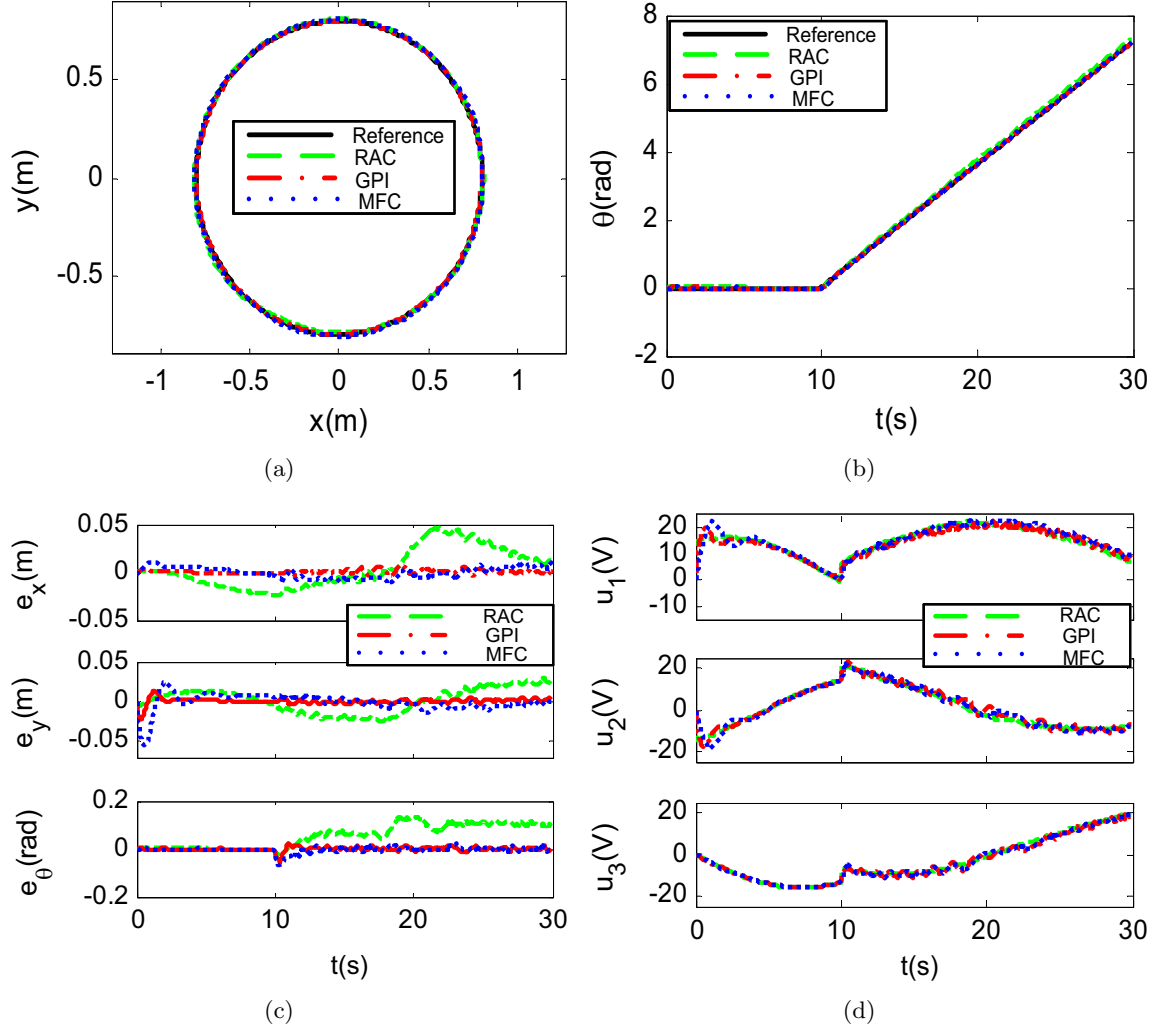 0.5
0
-0.5
y(m)
-1
-0.5
0
0.5
1
x(m)
Reference
RAC
GPI
MFC
(a)
8
6
4
2
0
-2
θ(rad)
0
10
20
30
t(s)
Reference
RAC
GPI
MFC
(b)
0.05
0
-0.05
e_x(m)
RAC
GPI
MFC
0.05
0
-0.05
e_y(m)
0.2
0
-0.2
e_θ(rad)
0
10
20
30
t(s)
(c)
20
10
0
-10
u_1(V)
RAC
GPI
MFC
20
0
-20
u_2(V)
20
0
-20
u_3(V)
0
10
20
30
t(s)
(d)